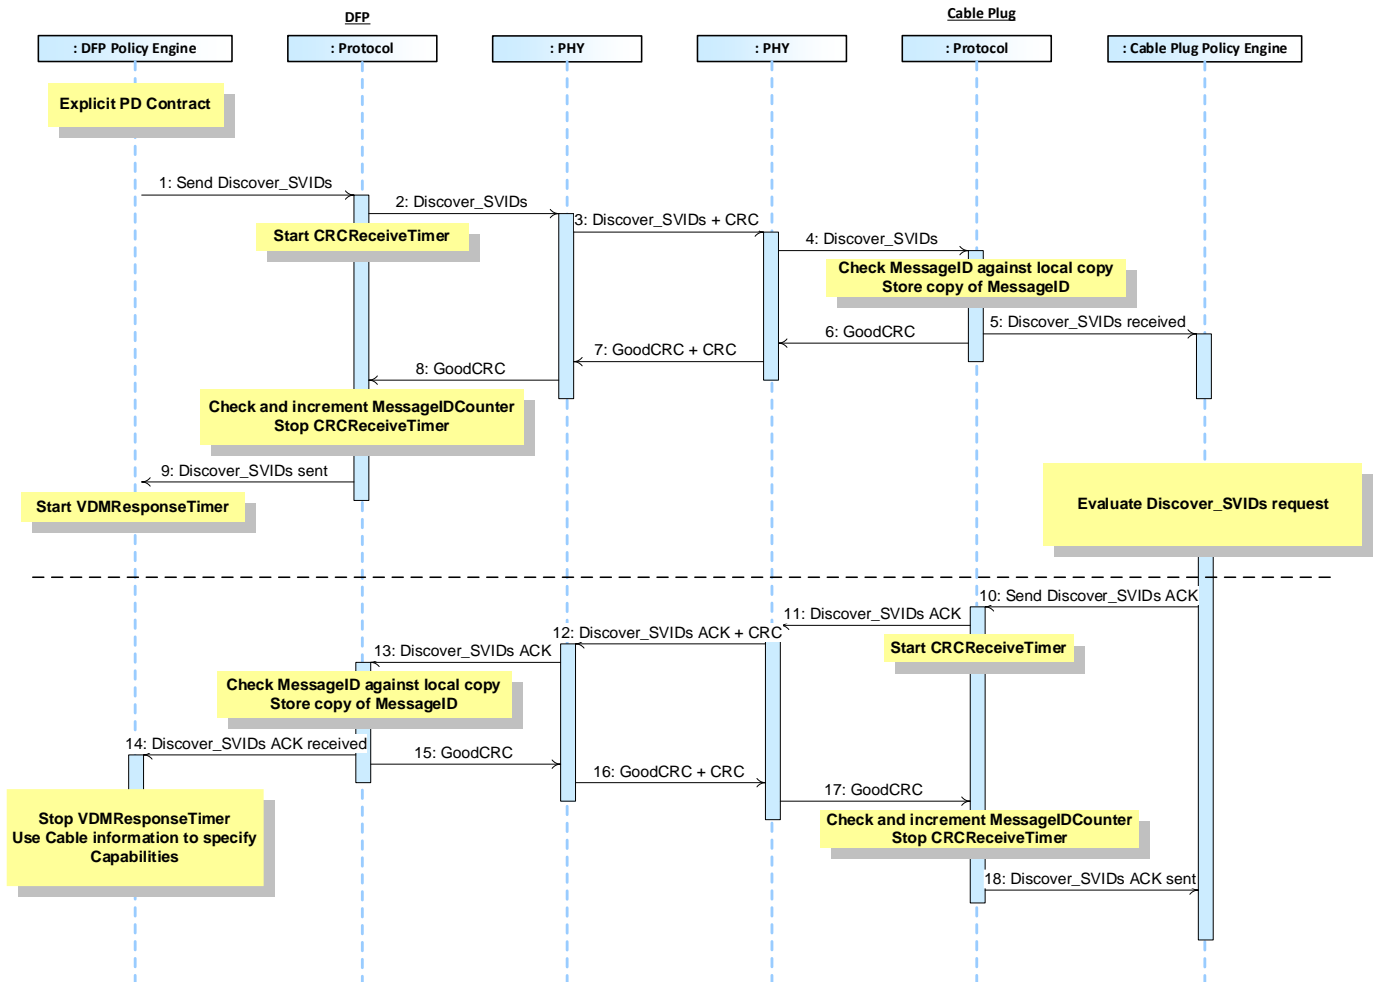 DFP
Cable Plug
: DFP Policy Engine
: Protocol
: PHY
: PHY
: Protocol
: Cable Plug Policy Engine
Explicit PD Contract
1: Send Discover_SVIDs
2: Discover_SVIDs
3: Discover_SVIDs + CRC
Start CRCReceiveTimer
4: Discover_SVIDs
Check MessageID against local copy
Store copy of MessageID
5: Discover_SVIDs received
6: GoodCRC
7: GoodCRC + CRC
8: GoodCRC
Check and increment MessageIDCounter
Stop CRCReceiveTimer
9: Discover_SVIDs sent
Start VDMResponseTimer
Evaluate Discover_SVIDs request
10: Send Discover_SVIDs ACK
11: Discover_SVIDs ACK
12: Discover_SVIDs ACK + CRC
Start CRCReceiveTimer
13: Discover_SVIDs ACK
Check MessageID against local copy
Store copy of MessageID
14: Discover_SVIDs ACK received
15: GoodCRC
16: GoodCRC + CRC
17: GoodCRC
Stop VDMResponseTimer
Use Cable information to specify
Capabilities
Check and increment MessageIDCounter
Stop CRCReceiveTimer
18: Discover_SVIDs ACK sent